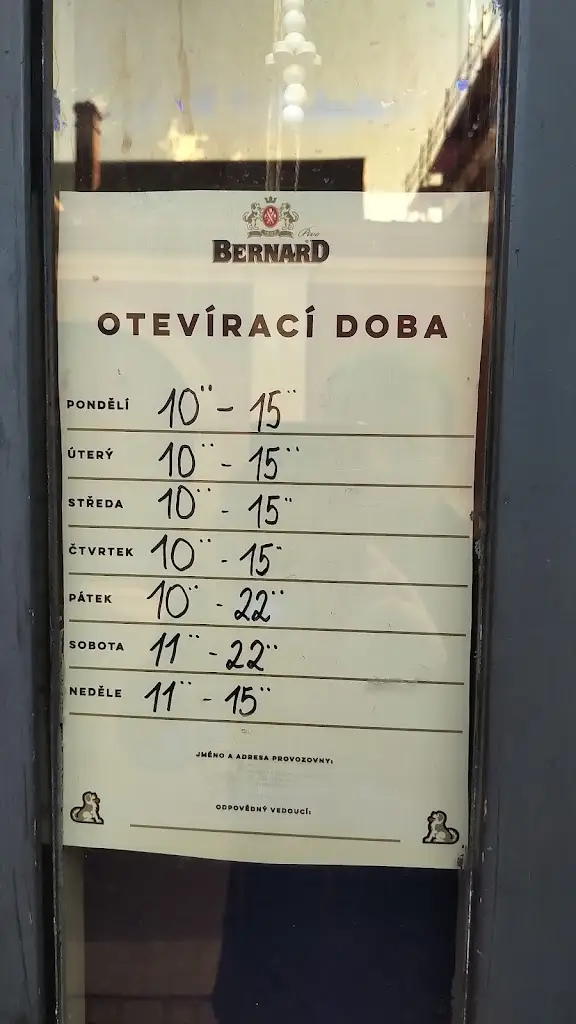 Pivo
BERNARD
OTEVÍRACÍ DOBA
PONDĚLÍ 10¨ - 15¨
ÚTERÝ 10¨ - 15¨
STŘEDA 10¨ - 15¨
ČTVRTEK 10¨ - 15¨
PÁTEK 10¨ - 22¨
SOBOTA 11¨ - 22¨
NEDĚLE 11¨ - 15¨
JMÉNO A ADRESA PROVOZOVNY:
ODPOVĚDNÝ VEDOUCÍ: